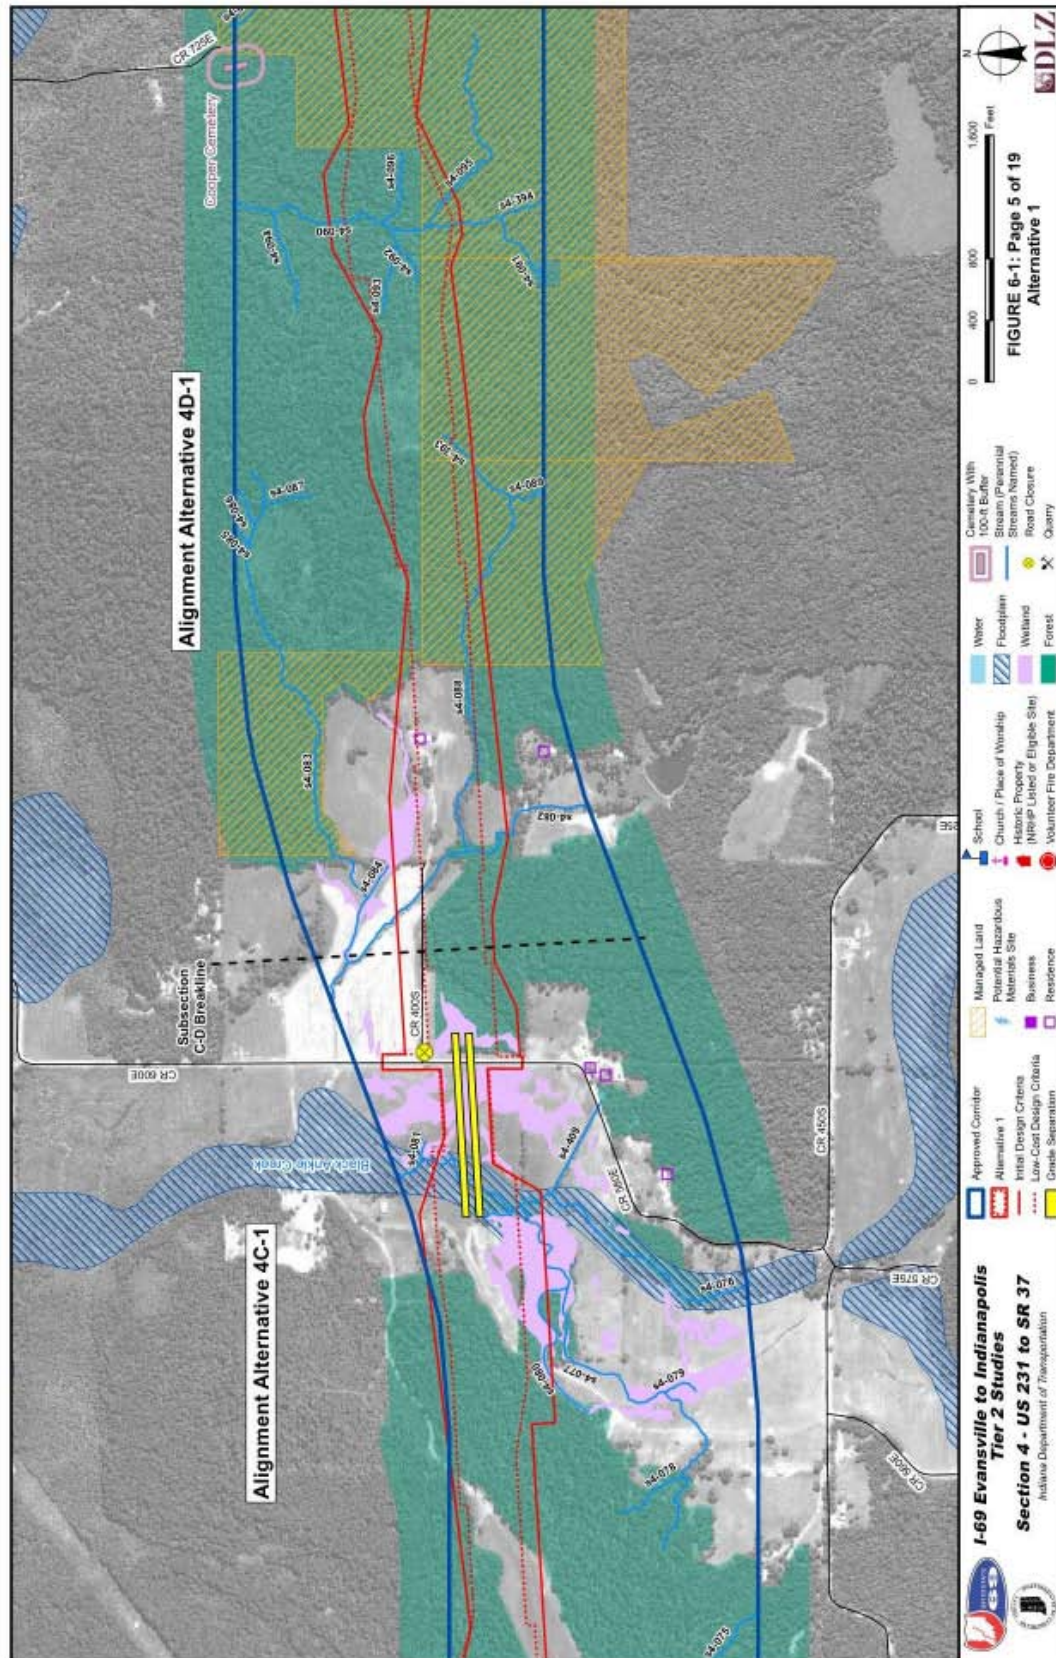 Alignment Alternative 4C-1
Alignment Alternative 4D-1
Subsection
C-D Breakline
Cooper Cemetery
CR 725E
CR 600E
CR 400S
CR 560E
CR 450S
CR 575E
CR 500E
25E
Black Ankle Creek
s4-075
s4-076
s4-077
s4-078
s4-079
s4-080
s4-081
s4-409
s4-082
s4-083
s4-084
s4-085
s4-086
s4-087
s4-088
s4-089
s4-393
s4-090
s4-091
s4-092
s4-093
s4-094
s4-095
s4-096
s4-394
I-69 Evansville to Indianapolis
Tier 2 Studies
Section 4 - US 231 to SR 37
Indiana Department of Transportation
Approved Corridor
Alternative 1
Initial Design Criteria
Low-Cost Design Criteria
Grade Separation
Managed Land
Potential Hazardous
Materials Site
Business
Residence
School
Church / Place of Worship
Historic Property
(NRHP Listed or Eligible Site)
Volunteer Fire Department
Water
Floodplain
Wetland
Forest
Cemetery With
100-ft Buffer
Stream (Perennial
Streams Named)
Road Closure
Quarry
0 400 800 1,600
Feet
FIGURE 6-1: Page 5 of 19
Alternative 1
N
DLZ